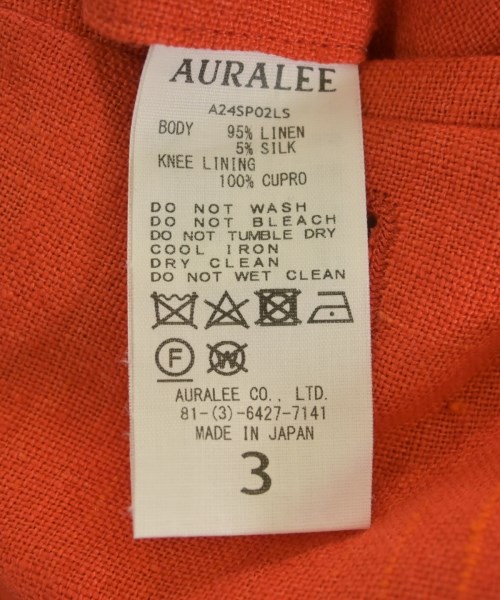 AURALEE
A24SP02LS
BODY 95% LINEN
5% SILK
KNEE LINING
100% CUPRO
DO NOT WASH
DO NOT BLEACH
DO NOT TUMBLE DRY
COOL IRON
DRY CLEAN
DO NOT WET CLEAN
F W
AURALEE CO., LTD.
81-(3)-6427-7141
MADE IN JAPAN
3